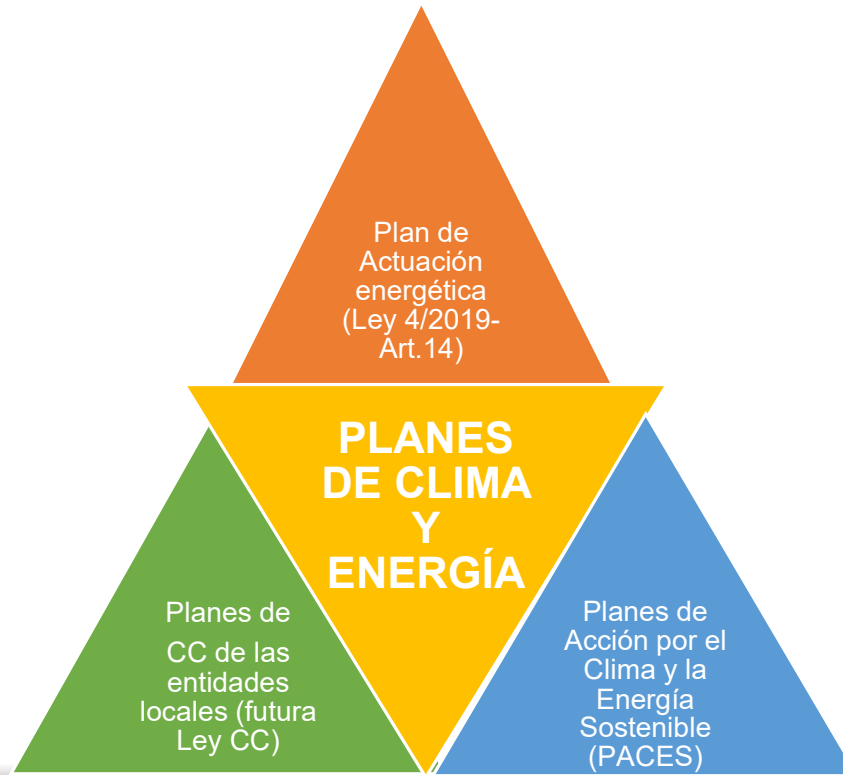 Plan de
Actuación
energética
(Ley 4/2019-
Art.14)
PLANES
DE CLIMA
Y
ENERGÍA
Planes de
CC de las
entidades
locales (futura
Ley CC)
Planes de
Acción por el
Clima y la
Energía
Sostenible
(PACES)